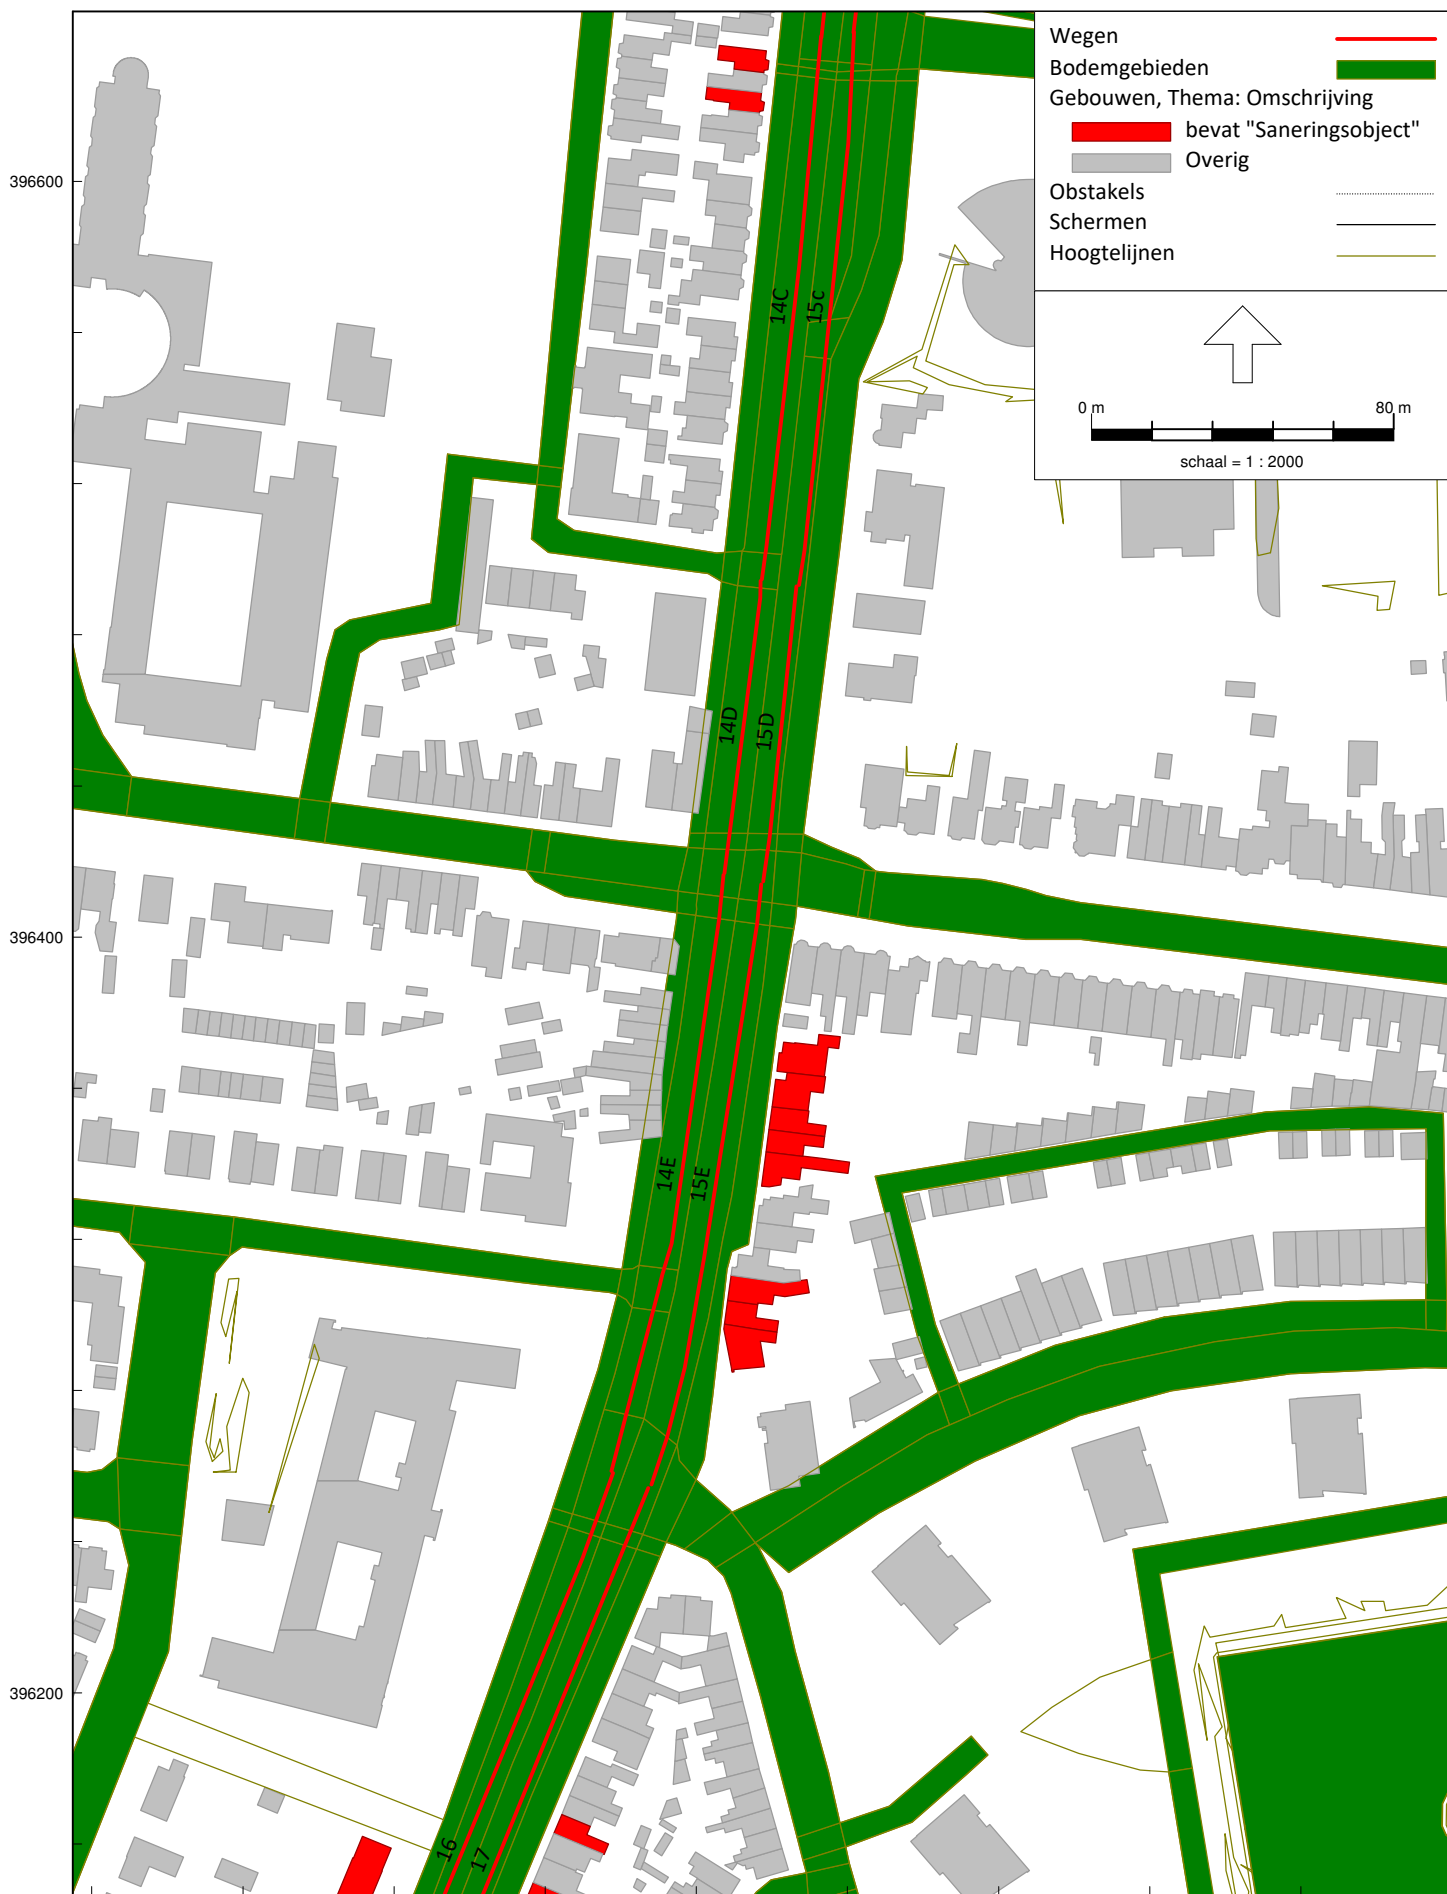 Wegen
Bodemgebieden
Gebouwen, Thema: Omschrijving
bevat "Saneringsobject"
Overig
Obstakels
Schermen
Hoogtelijnen
0 m 80 m
schaal = 1 : 2000
396600
14C 15c
14D 15D
396400
14E 15E
396200
16 17